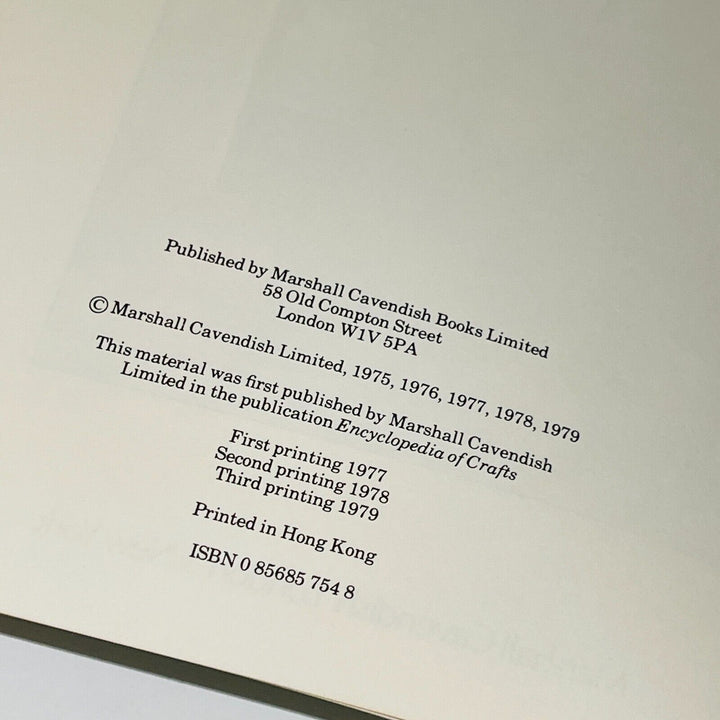 Published by Marshall Cavendish Books Limited
58 Old Compton Street
London W1V 5PA
© Marshall Cavendish Limited, 1975, 1976, 1977, 1978, 1979
This material was first published by Marshall Cavendish
Limited in the publication Encyclopedia of Crafts
First printing 1977
Second printing 1978
Third printing 1979
Printed in Hong Kong
ISBN 0 85685 754 8